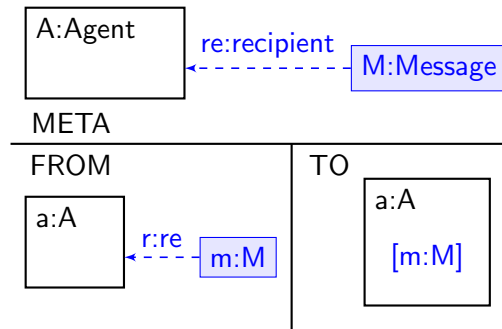 A:Agent
re:recipient
M:Message
META
FROM
a:A
r:re
m:M
TO
a:A
[m:M]